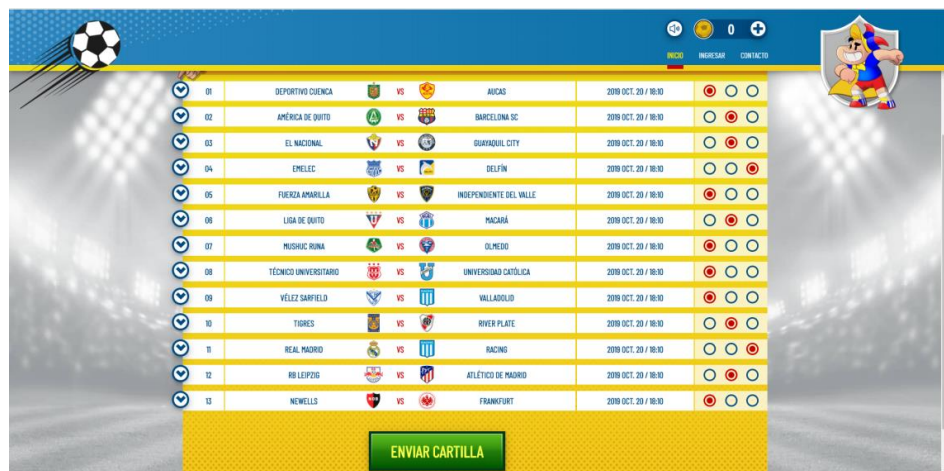 0
INICIO INGRESAR CONTACTO
01 DEPORTIVO CUENCA VS AUCAS 2019 OCT. 20 / 18:10
02 AMÉRICA DE QUITO VS BARCELONA SC 2019 OCT. 20 / 18:10
03 EL NACIONAL VS GUAYAQUIL CITY 2019 OCT. 20 / 18:10
04 EMELEC VS DELFÍN 2019 OCT. 20 / 18:10
05 FUERZA AMARILLA VS INDEPENDIENTE DEL VALLE 2019 OCT. 20 / 18:10
06 LIGA DE QUITO VS MACARÁ 2019 OCT. 20 / 18:10
07 MUSHUC RUNA VS OLMEDO 2019 OCT. 20 / 18:10
08 TÉCNICO UNIVERSITARIO VS UNIVERSIDAD CATÓLICA 2019 OCT. 20 / 18:10
09 VÉLEZ SARFIELD VS VALLADOLID 2019 OCT. 20 / 18:10
10 TIGRES VS RIVER PLATE 2019 OCT. 20 / 18:10
11 REAL MADRID VS RACING 2019 OCT. 20 / 18:10
12 RB LEIPZIG VS ATLÉTICO DE MADRID 2019 OCT. 20 / 18:10
13 NEWELLS VS FRANKFURT 2019 OCT. 20 / 18:10
ENVIAR CARTILLA